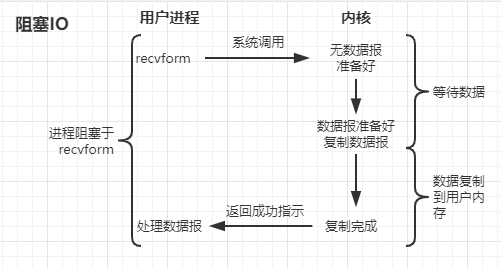 阻塞IO
用户进程
内核
recvform
系统调用
无数据报
准备好
等待数据
进程阻塞于
recvform
数据报准备好
复制数据报
数据复制
到用户内
存
处理数据报
返回成功指示
复制完成